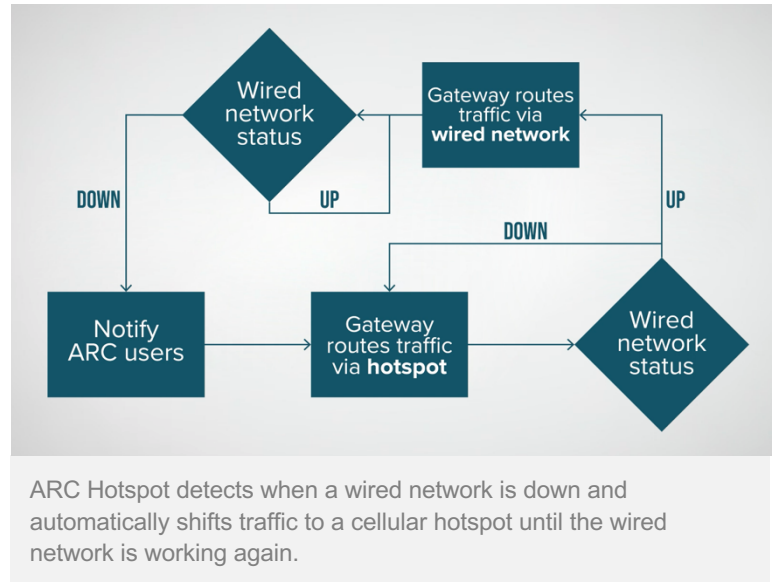 Wired
network
status
Gateway routes
traffic via
wired network
DOWN
UP
UP
DOWN
Notify
ARC users
Gateway
routes traffic
via hotspot
Wired
network
status
ARC Hotspot detects when a wired network is down and
automatically shifts traffic to a cellular hotspot until the wired
network is working again.